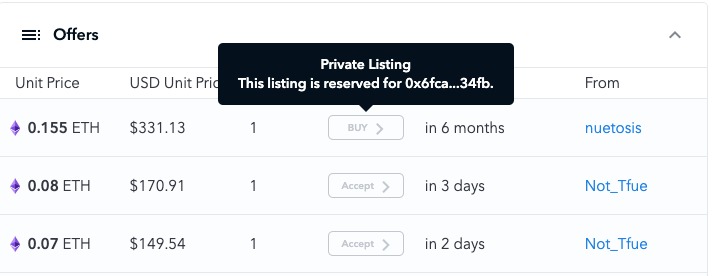 Offers
Private Listing
This listing is reserved for 0x6fca...34fb.
Unit Price USD Unit Pric From
0.155 ETH $331.13 1 BUY in 6 months nuetosis
0.08 ETH $170.91 1 Accept in 3 days Not_Tfue
0.07 ETH $149.54 1 Accept in 2 days Not_Tfue